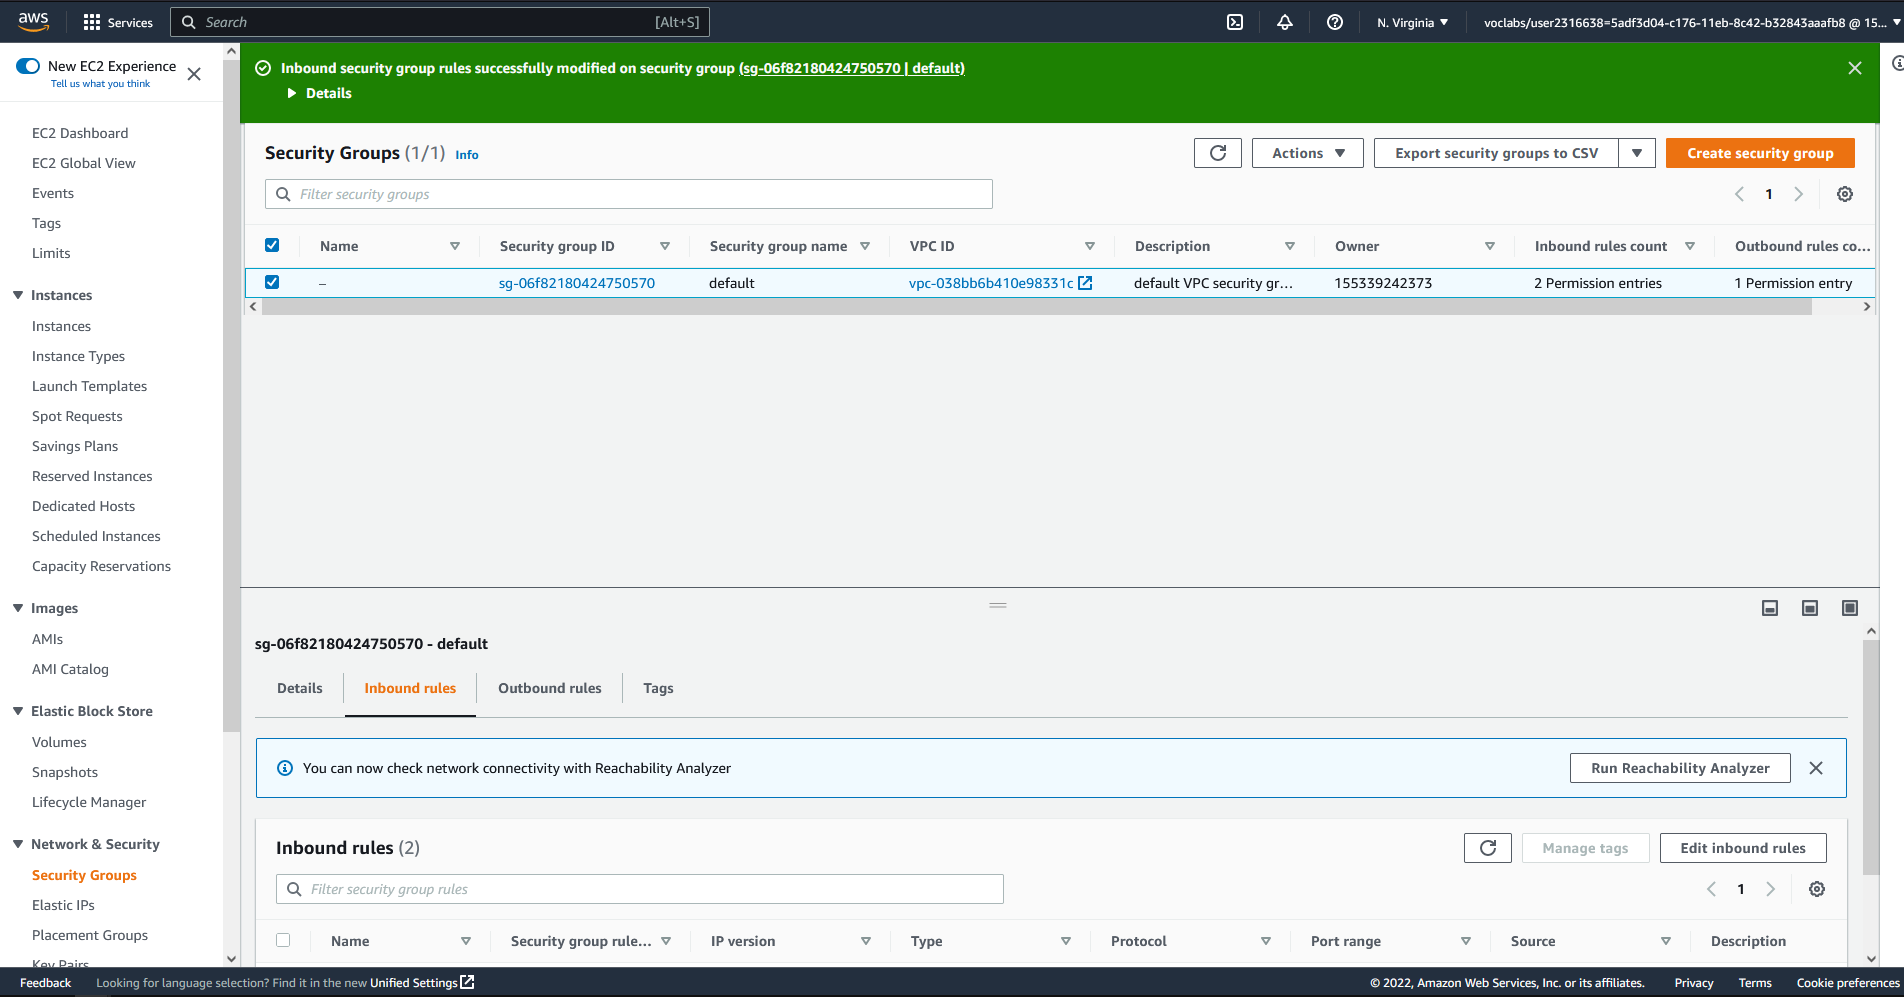 aws Services Search [Alt+S] N. Virginia voclabs/user2316638=5adf3d04-c176-11eb-8c42-b32843aaafb8 @ 15...
New EC2 Experience
Tell us what you think
EC2 Dashboard
EC2 Global View
Events
Tags
Limits
Instances
Instances
Instance Types
Launch Templates
Spot Requests
Savings Plans
Reserved Instances
Dedicated Hosts
Scheduled Instances
Capacity Reservations
Images
AMIs
AMI Catalog
Elastic Block Store
Volumes
Snapshots
Lifecycle Manager
Network & Security
Security Groups
Elastic IPs
Placement Groups
Key Pairs
Inbound security group rules successfully modified on security group (sg-06f82180424750570 | default)
Details
Security Groups (1/1) Info Actions Export security groups to CSV Create security group
Filter security groups 1
Name Security group ID Security group name VPC ID Description Owner Inbound rules count Outbound rules co...
– sg-06f82180424750570 default vpc-038bb6b410e98331c default VPC security gr... 155339242373 2 Permission entries 1 Permission entry
sg-06f82180424750570 - default
Details Inbound rules Outbound rules Tags
You can now check network connectivity with Reachability Analyzer Run Reachability Analyzer
Inbound rules (2) Manage tags Edit inbound rules
Filter security group rules 1
Name Security group rule... IP version Type Protocol Port range Source Description
Feedback Looking for language selection? Find it in the new Unified Settings © 2022, Amazon Web Services, Inc. or its affiliates. Privacy Terms Cookie preferences